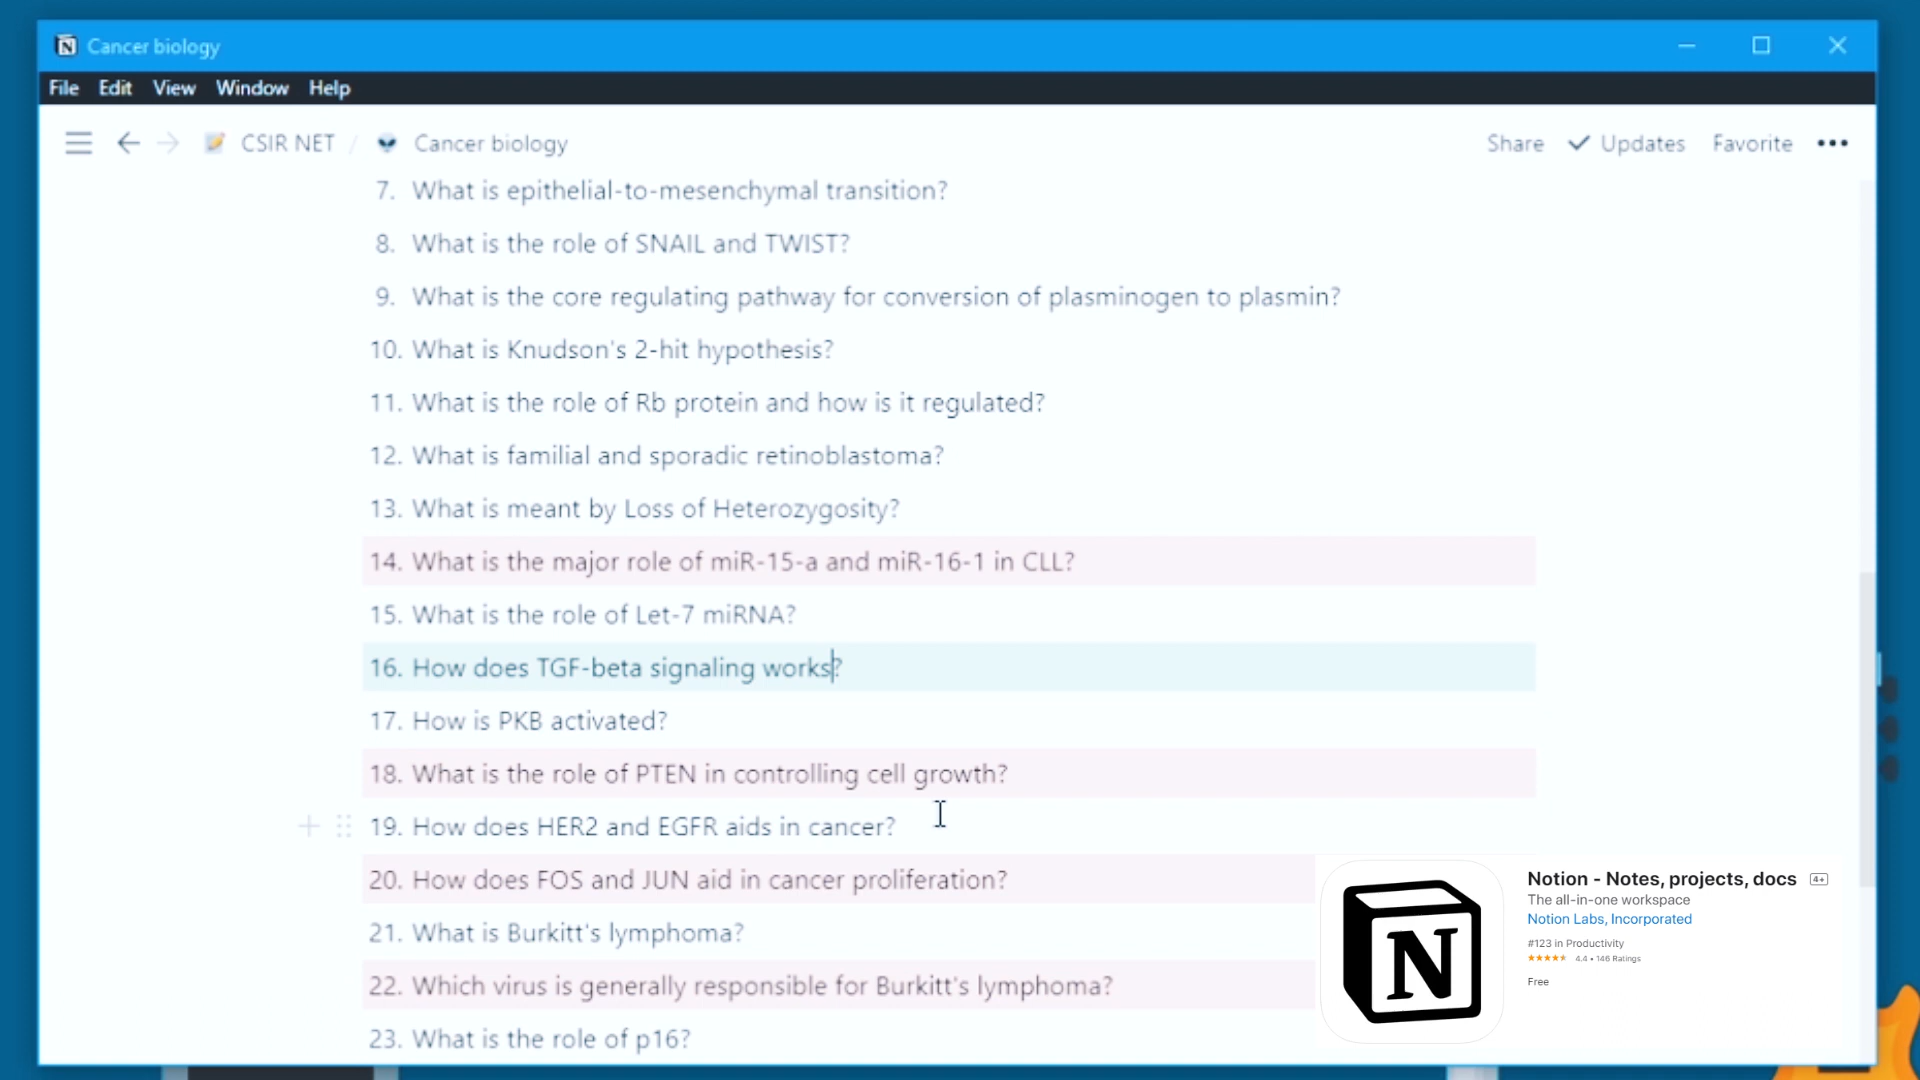 Cancer biology
File Edit View Window Help
CSIR NET / Cancer biology
Share Updates Favorite
7. What is epithelial-to-mesenchymal transition?
8. What is the role of SNAIL and TWIST?
9. What is the core regulating pathway for conversion of plasminogen to plasmin?
10. What is Knudson's 2-hit hypothesis?
11. What is the role of Rb protein and how is it regulated?
12. What is familial and sporadic retinoblastoma?
13. What is meant by Loss of Heterozygosity?
14. What is the major role of miR-15-a and miR-16-1 in CLL?
15. What is the role of Let-7 miRNA?
16. How does TGF-beta signaling works?
17. How is PKB activated?
18. What is the role of PTEN in controlling cell growth?
19. How does HER2 and EGFR aids in cancer?
20. How does FOS and JUN aid in cancer proliferation?
21. What is Burkitt's lymphoma?
22. Which virus is generally responsible for Burkitt's lymphoma?
23. What is the role of p16?
N
Notion - Notes, projects, docs 4+
The all-in-one workspace
Notion Labs, Incorporated
#123 in Productivity
4.4 • 146 Ratings
Free